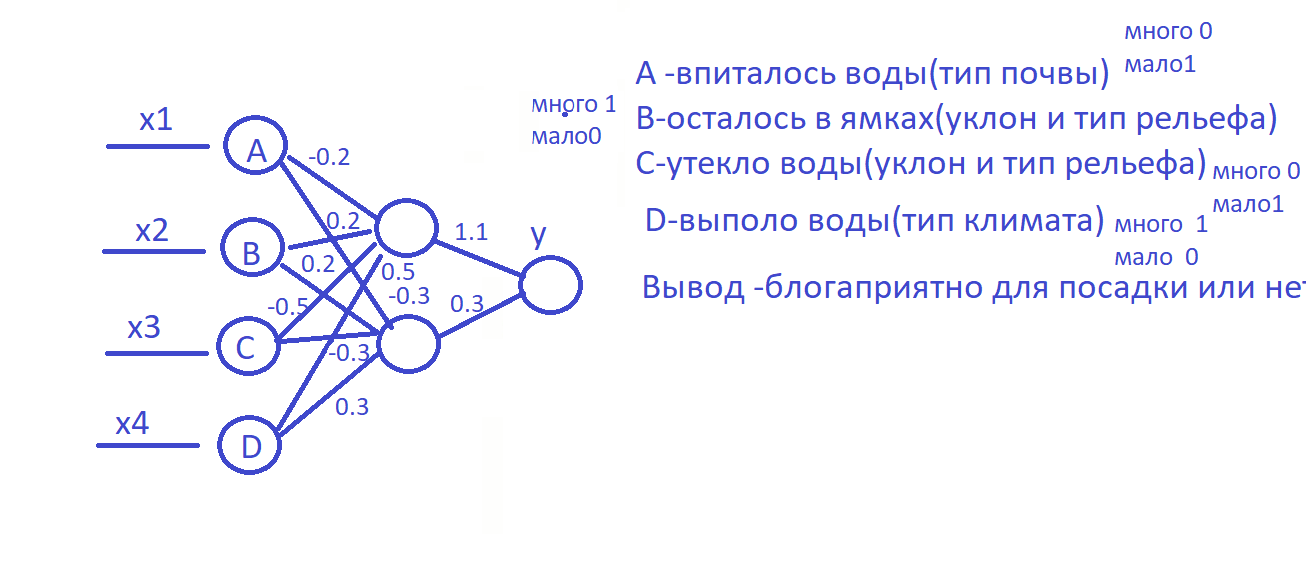 много 0
A -впиталось воды(тип почвы)
мало1
много 1
мало0
B-осталось в ямках(уклон и тип рельефа)
C-утекло воды(уклон и тип рельефа)
много 0
мало1
D-выполо воды(тип климата)
много 1
мало 0
Вывод -блогаприятно для посадки или нет
x1
A
-0.2
x2
B
0.2
0.2
1.1
y
0.5
-0.3
-0.5
0.3
x3
C
-0.3
0.3
x4
D